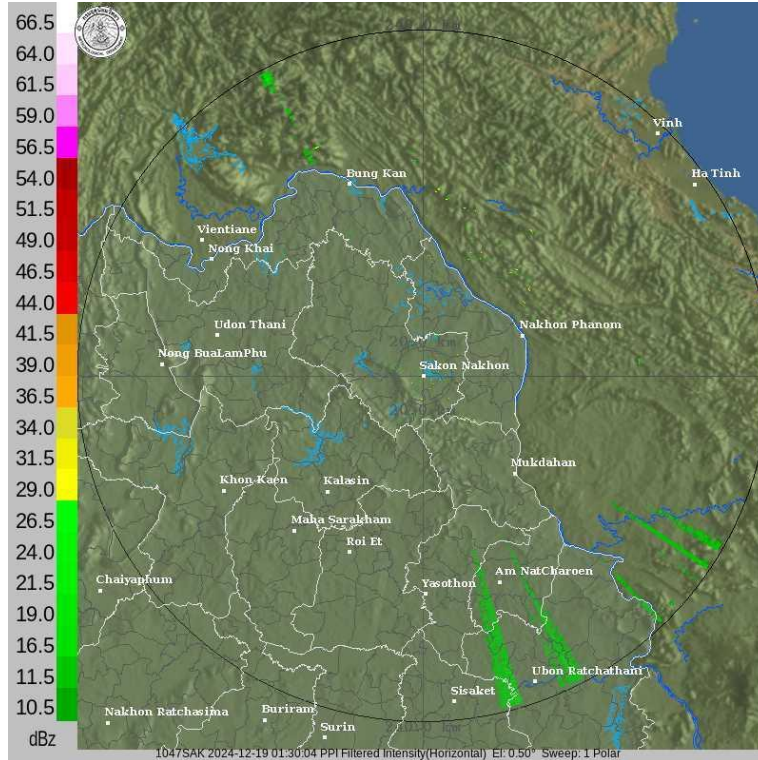 66.5
64.0
61.5
59.0
56.5
54.0
51.5
49.0
46.5
44.0
41.5
39.0
36.5
34.0
31.5
29.0
26.5
24.0
21.5
19.0
16.5
11.5
10.5
dBz
Vinh
Ha Tinh
Bung Kan
Vientiane
Nong Khai
Udon Thani
Nakhon Phanom
Nong BuaLamPhu
Sakon Nakhon
Mukdahan
Khon Kaen
Kalasin
Maha Sarakham
Roi Et
Chaiyaphum
Yasothon
Am NatCharoen
Ubon Ratchathani
Sisaket
Nakhon Ratchasima
Buriram
Surin
1047SAK 2024-12-19 01:30:04 PPI Filtered Intensity(Horizontal) El: 0.50° Sweep: 1 Polar